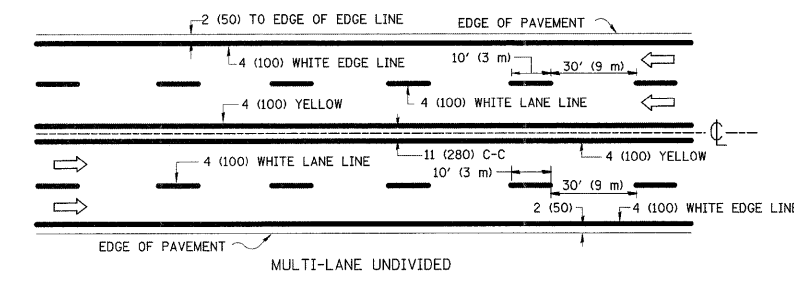 2 (50) TO EDGE OF EDGE LINE
EDGE OF PAVEMENT
4 (100) WHITE EDGE LINE
10' (3 m)
30' (9 m)
4 (100) YELLOW
4 (100) WHITE LANE LINE
℄
4 (100) WHITE LANE LINE
11 (280) C-C
4 (100) YELLOW
10' (3 m)
30' (9 m)
2 (50)
4 (100) WHITE EDGE LINE
EDGE OF PAVEMENT
MULTI-LANE UNDIVIDED